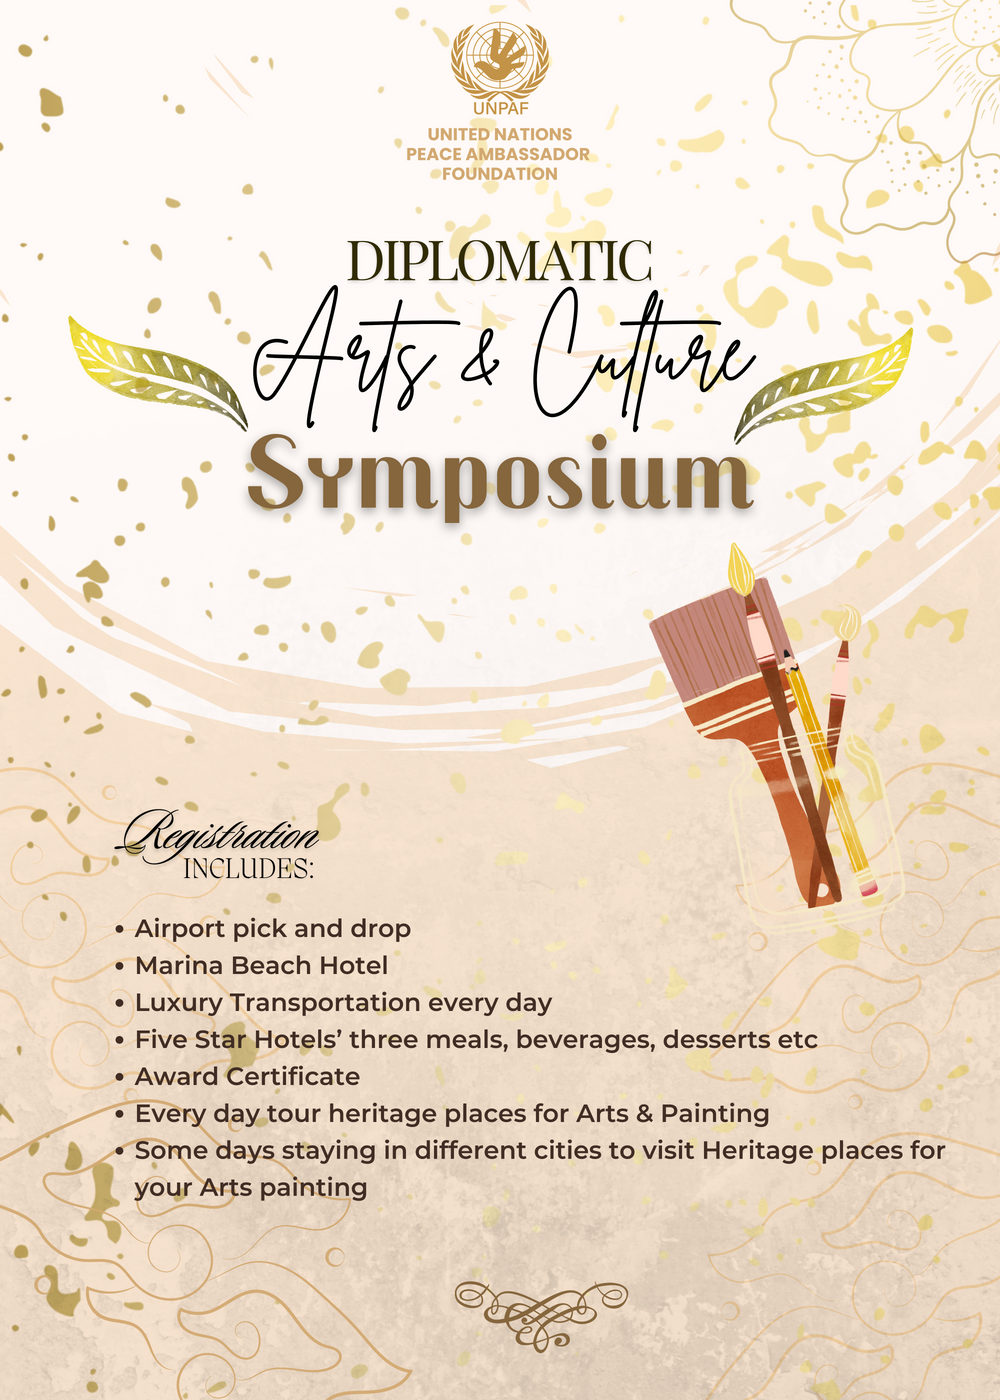 UNPAF
UNITED NATIONS
PEACE AMBASSADOR
FOUNDATION
DIPLOMATIC
Arts & Culture
Symposium
Registration
INCLUDES:
• Airport pick and drop
• Marina Beach Hotel
• Luxury Transportation every day
• Five Star Hotels’ three meals, beverages, desserts etc
• Award Certificate
• Every day tour heritage places for Arts & Painting
• Some days staying in different cities to visit Heritage places for
your Arts painting